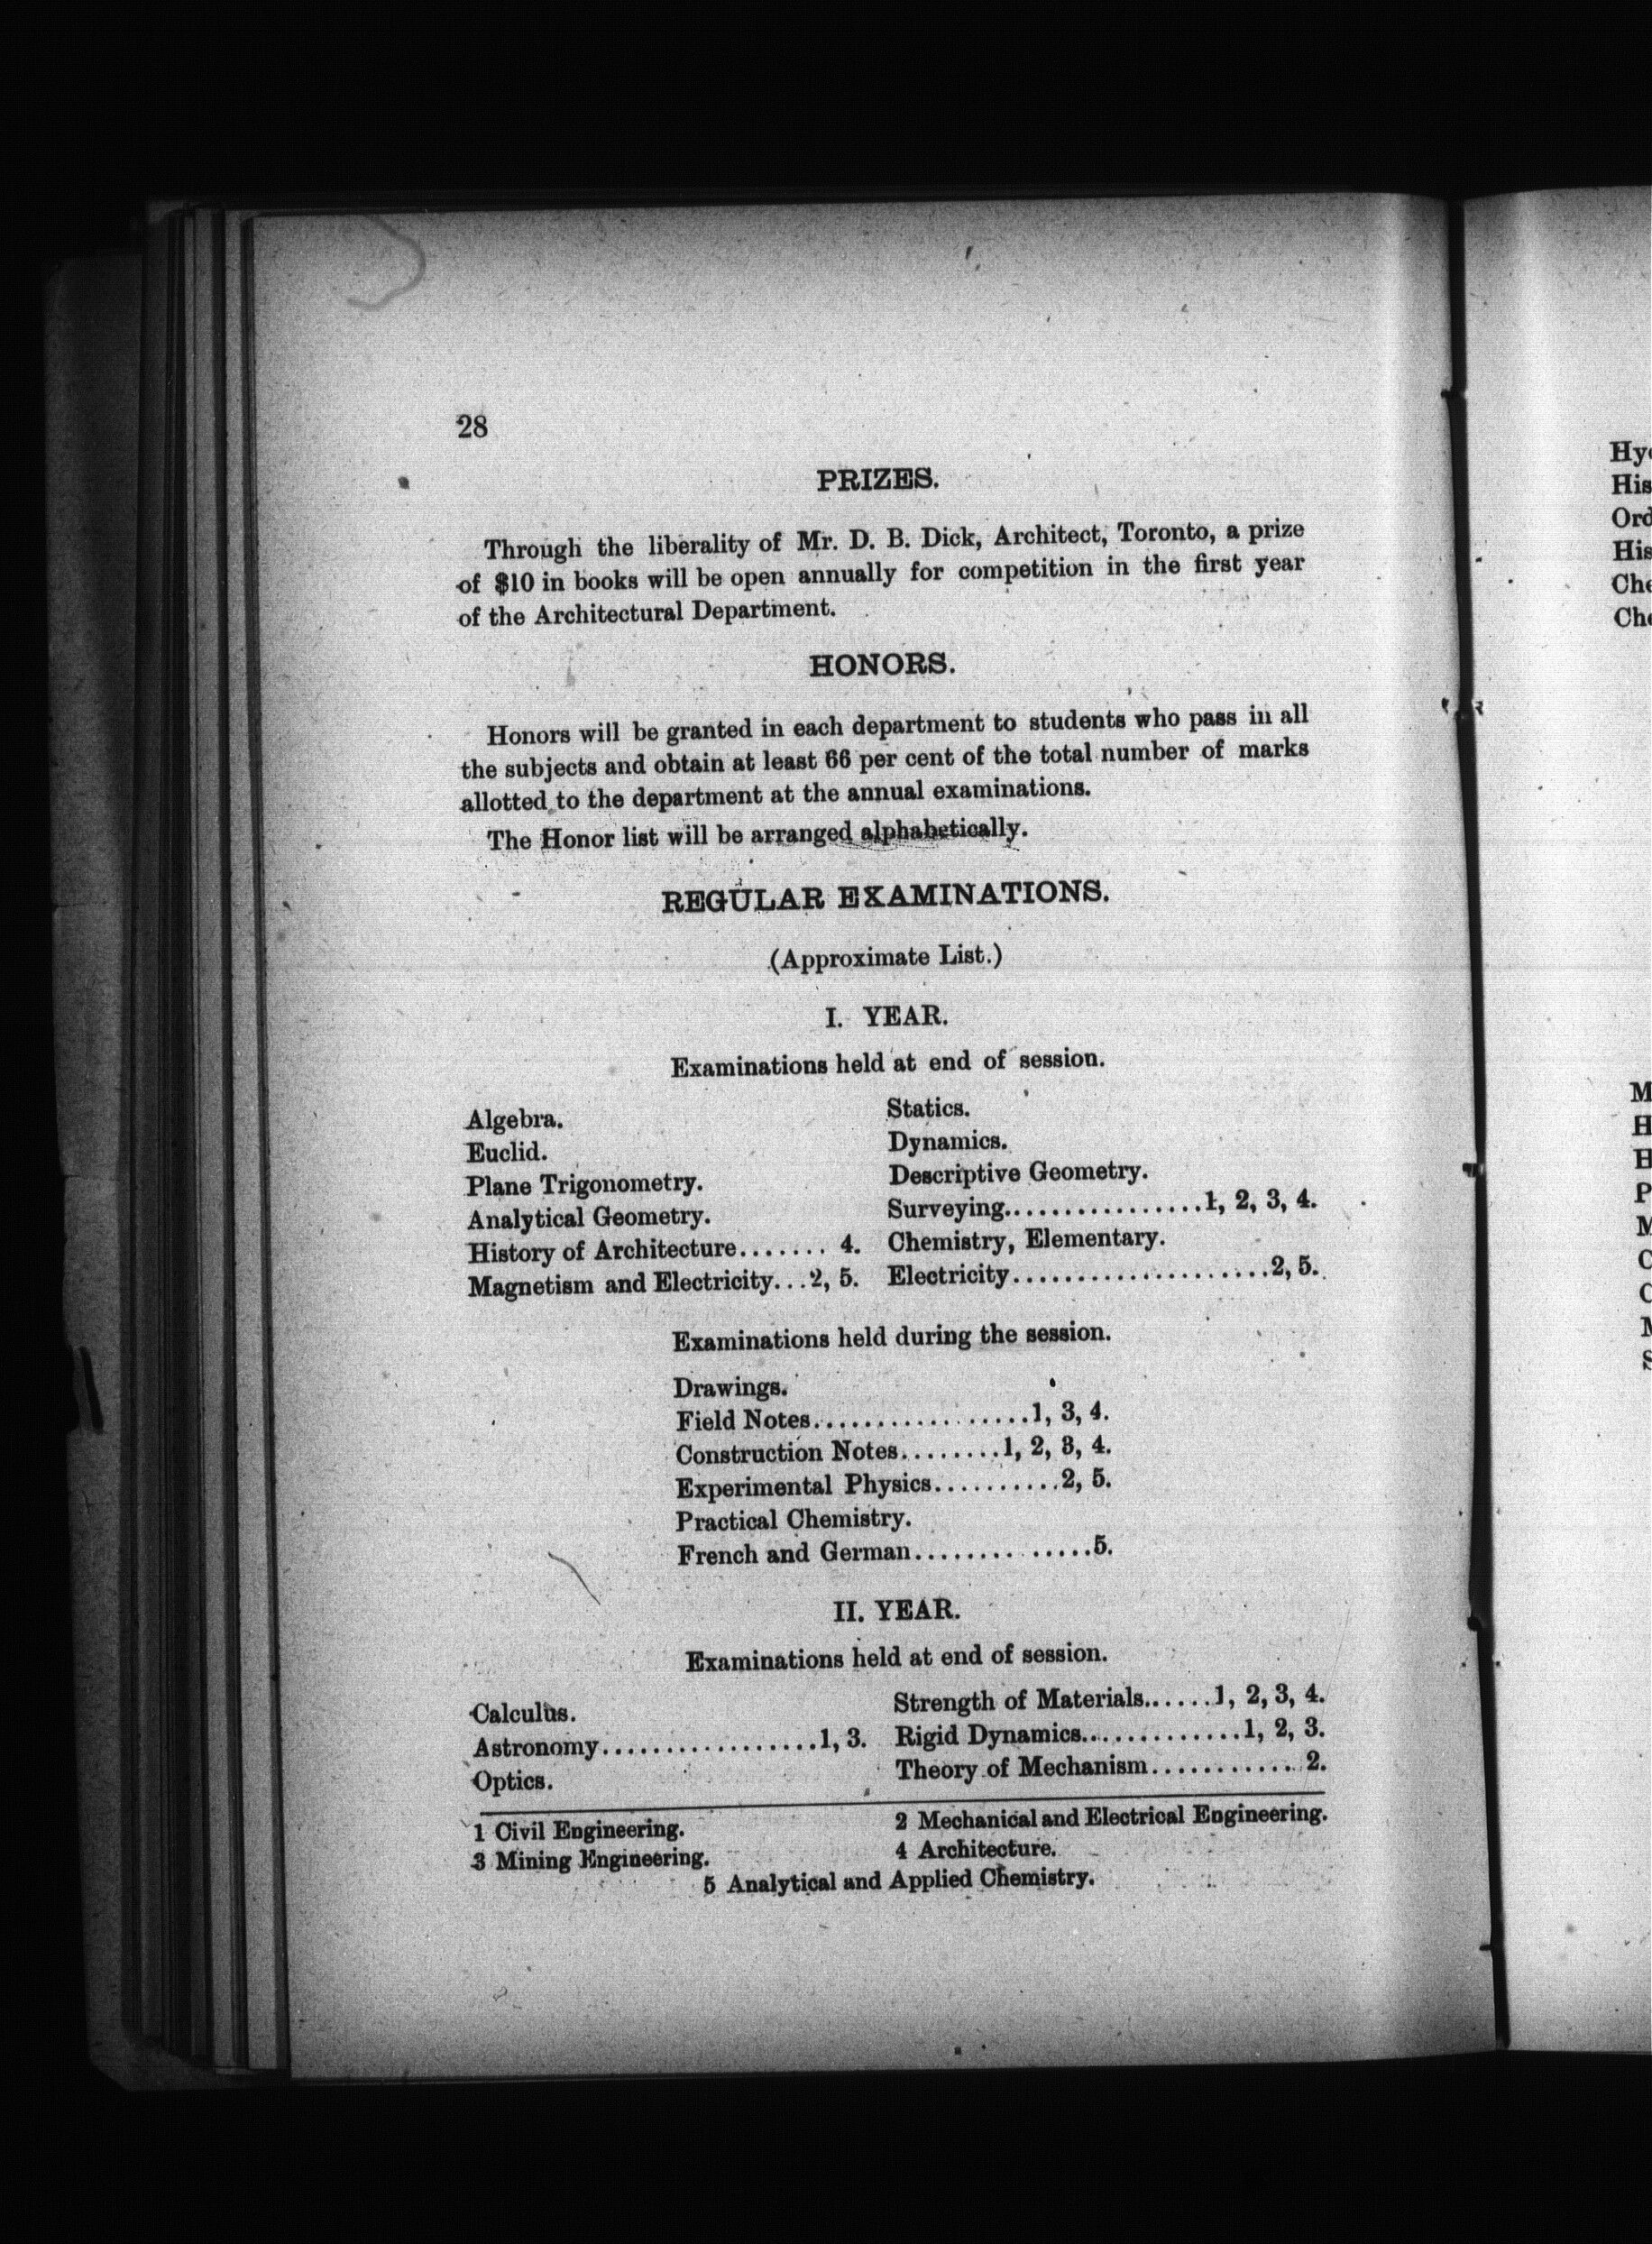 28
PRIZES.
Through the liberality of Mr. D. B. Dick, Architect, Toronto, a prize
of $10 in books will be open annually for competition in the first year
of the Architectural Department.
HONORS.
Honors will be granted in each department to students who pass in all
the subjects and obtain at least 66 per cent of the total number of marks
allotted to the department at the annual examinations.
The Honor list will be arranged alphabetically.
REGULAR EXAMINATIONS.
(Approximate List.)
I. YEAR.
Examinations held at end of session.
Algebra.
Euclid.
Plane Trigonometry.
Analytical Geometry.
History of Architecture....... 4.
Magnetism and Electricity...2, 5.
Statics.
Dynamics.
Descriptive Geometry.
Surveying................1, 2, 3, 4.
Chemistry, Elementary.
Electricity....................2, 5.
Examinations held during the session.
Drawings.
Field Notes.................1, 3, 4.
Construction Notes........1, 2, 3, 4.
Experimental Physics..........2, 5.
Practical Chemistry.
French and German........ .....5.
II. YEAR.
Examinations held at end of session.
Calculus.
Astronomy.................1, 3.
Optics.
Strength of Materials......1, 2, 3, 4.
Rigid Dynamics.............1, 2, 3.
Theory of Mechanism............2.
1 Civil Engineering.
2 Mechanical and Electrical Engineering.
3 Mining Engineering.
4 Architecture.
5 Analytical and Applied Chemistry.
Hy
His
Ord
His
Che
Che
M
H
H
P
M
C
C
M
S